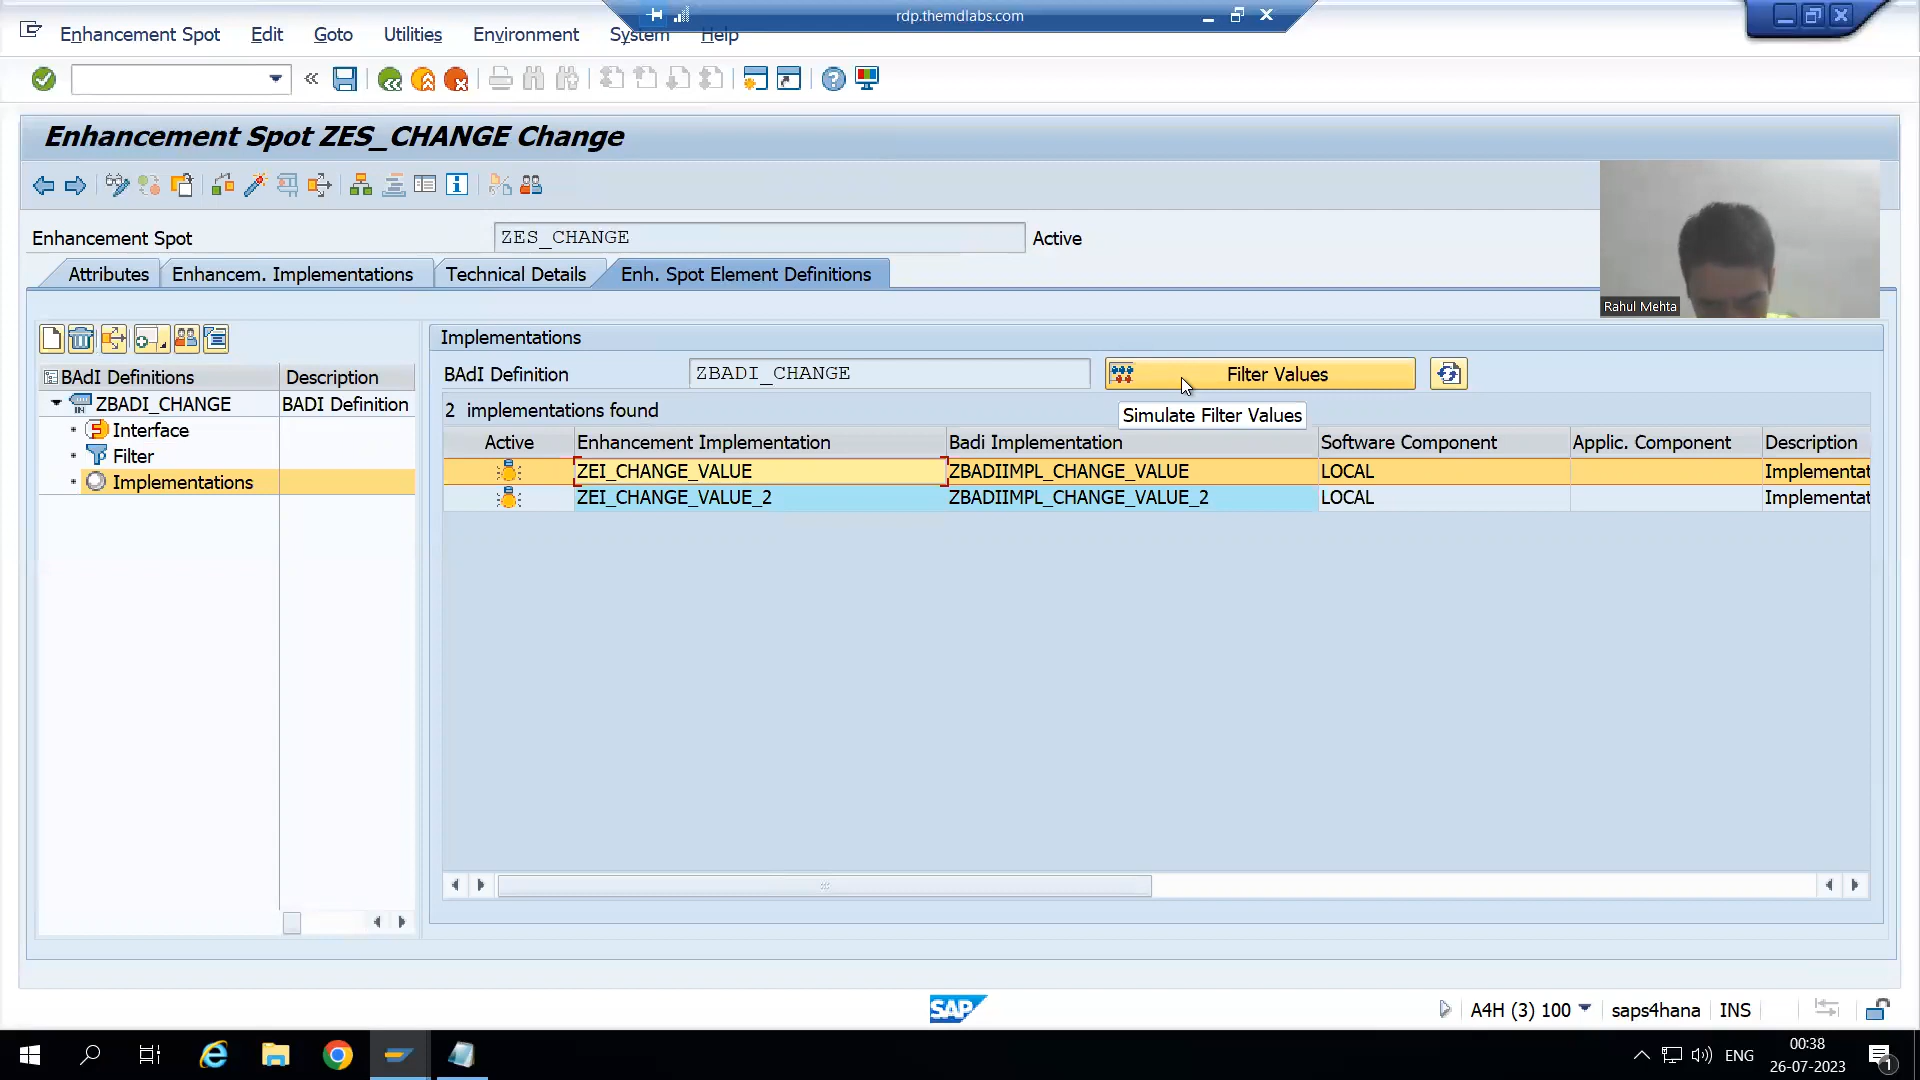 rdp.themdlabs.com
Enhancement Spot Edit Goto Utilities Environment System Help
Enhancement Spot ZES_CHANGE Change
Enhancement Spot ZES_CHANGE Active
Attributes Enhancem. Implementations Technical Details Enh. Spot Element Definitions
Rahul Mehta
Implementations
BAdI Definition ZBADI_CHANGE Filter Values
2 implementations found
Simulate Filter Values
BAdI Definitions Description
ZBADI_CHANGE BADI Definition
Interface
Filter
Implementations
Active Enhancement Implementation Badi Implementation Software Component Applic. Component Description
ZEI_CHANGE_VALUE ZBADIIMPL_CHANGE_VALUE LOCAL Implementat
ZEI_CHANGE_VALUE_2 ZBADIIMPL_CHANGE_VALUE_2 LOCAL Implementat
SAP
A4H (3) 100 saps4hana INS
ENG
00:38
26-07-2023
1